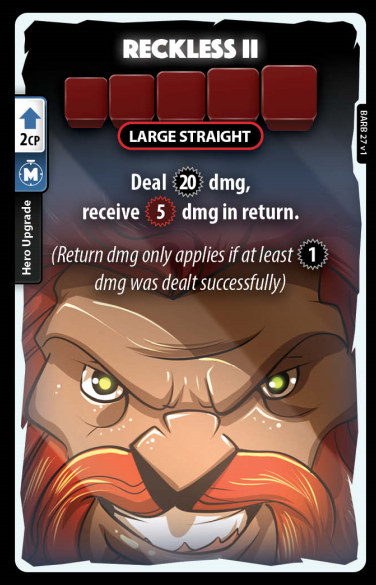 RECKLESS II
LARGE STRAIGHT
2CP
M
Hero Upgrade
BARB 27 v1
Deal 20 dmg,
receive 5 dmg in return.
(Return dmg only applies if at least 1
dmg was dealt successfully)